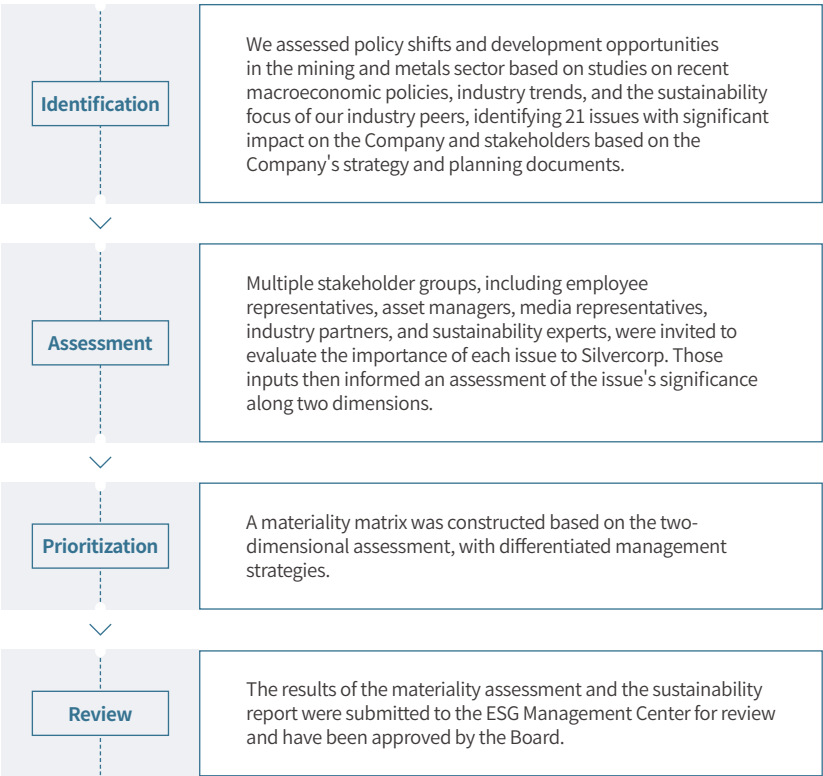 Identification
We assessed policy shifts and development opportunities
in the mining and metals sector based on studies on recent
macroeconomic policies, industry trends, and the sustainability
focus of our industry peers, identifying 21 issues with significant
impact on the Company and stakeholders based on the
Company's strategy and planning documents.
Assessment
Multiple stakeholder groups, including employee
representatives, asset managers, media representatives,
industry partners, and sustainability experts, were invited to
evaluate the importance of each issue to Silvercorp. Those
inputs then informed an assessment of the issue's significance
along two dimensions.
Prioritization
A materiality matrix was constructed based on the two-
dimensional assessment, with differentiated management
strategies.
Review
The results of the materiality assessment and the sustainability
report were submitted to the ESG Management Center for review
and have been approved by the Board.